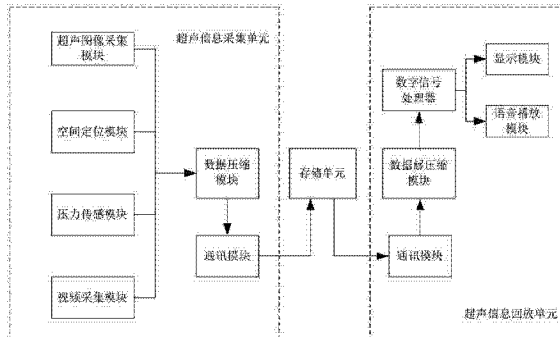 超声信息采集单元
超声图像采集
模块
空间定位模块
压力传感模块
视频采集模块
数据压缩
模块
通讯模块
存储单元
显示模块
数字信号
处理器
语音播放
模块
数据解压缩
模块
通讯模块
超声信息回放单元